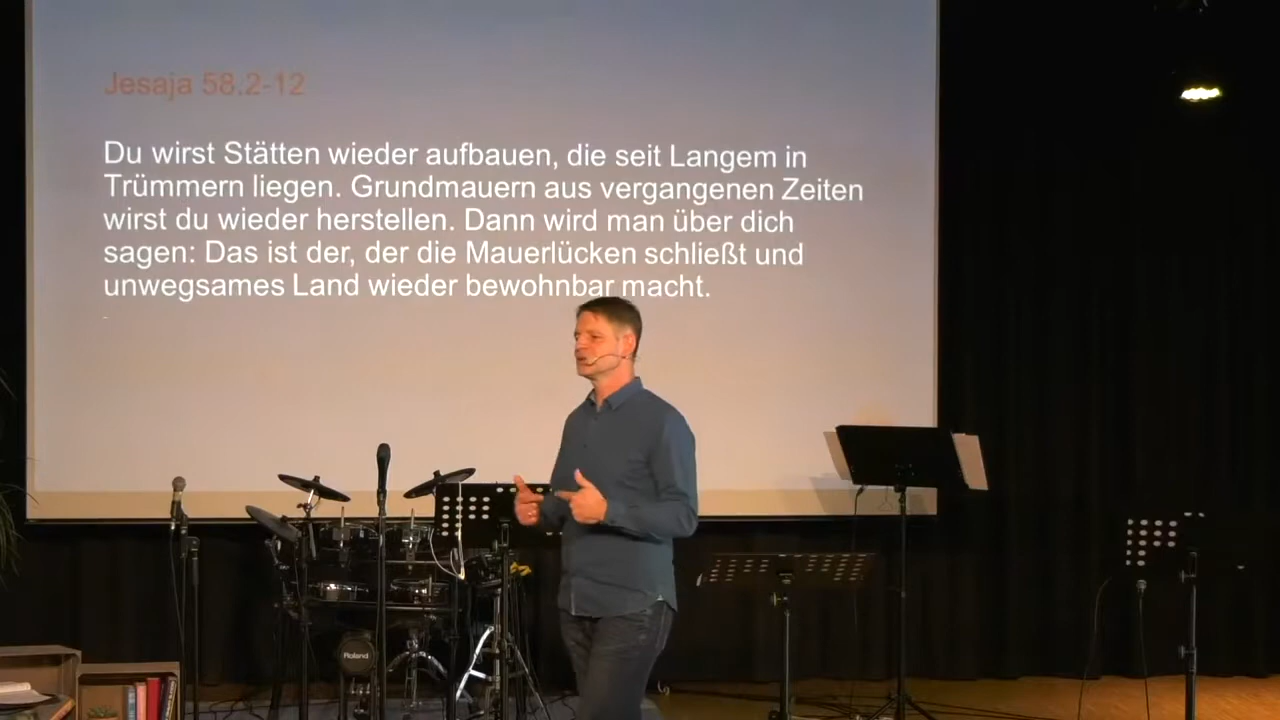 Jesaja 58.2-12
Du wirst Stätten wieder aufbauen, die seit Langem in
Trümmern liegen. Grundmauern aus vergangenen Zeiten
wirst du wieder herstellen. Dann wird man über dich
sagen: Das ist der, der die Mauerlücken schließt und
unwegsames Land wieder bewohnbar macht.
Roland